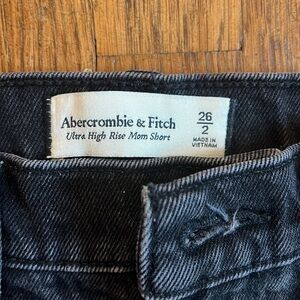 Abercrombie & Fitch
Ultra High Rise Mom Short
26
2
MADE IN
VIETNAM